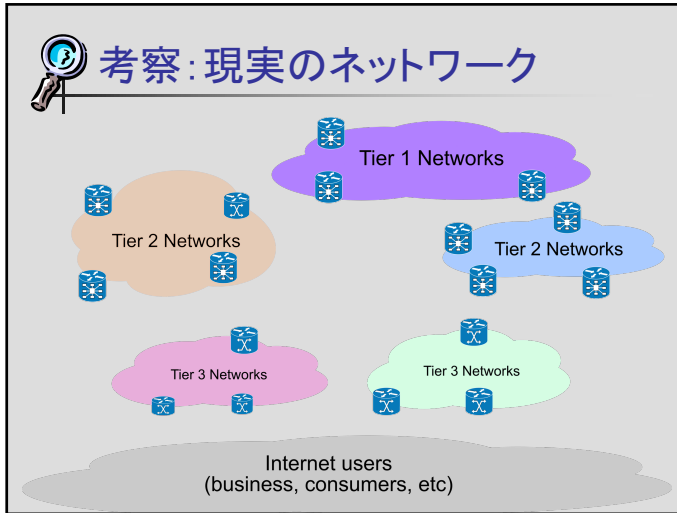 考察:現実のネットワーク
Tier 1 Networks
Tier 2 Networks
Tier 2 Networks
Tier 3 Networks
Tier 3 Networks
Internet users
(business, consumers, etc)